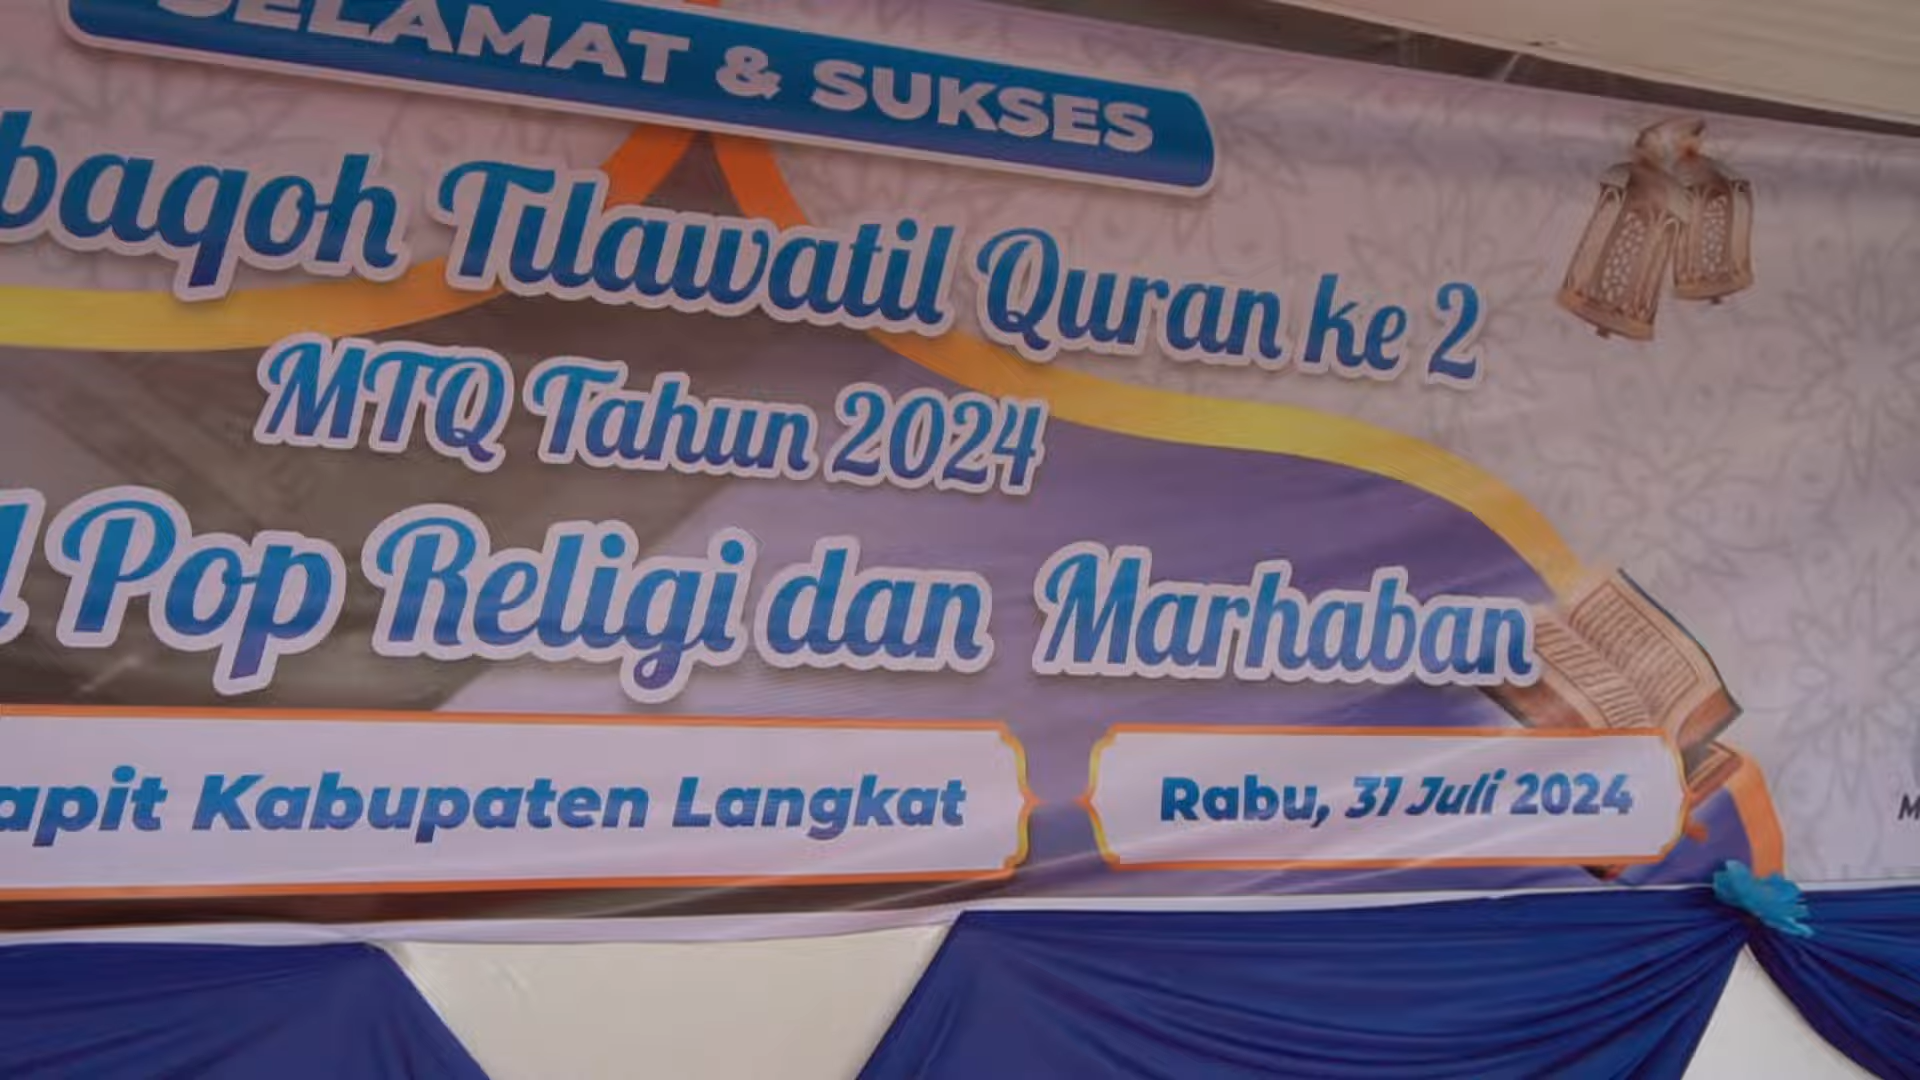 SELAMAT & SUKSES
baqoh Tilawatil Quran ke 2
MTQ Tahun 2024
Pop Religi dan Marhaban
apit Kabupaten Langkat
Rabu, 31 Juli 2024